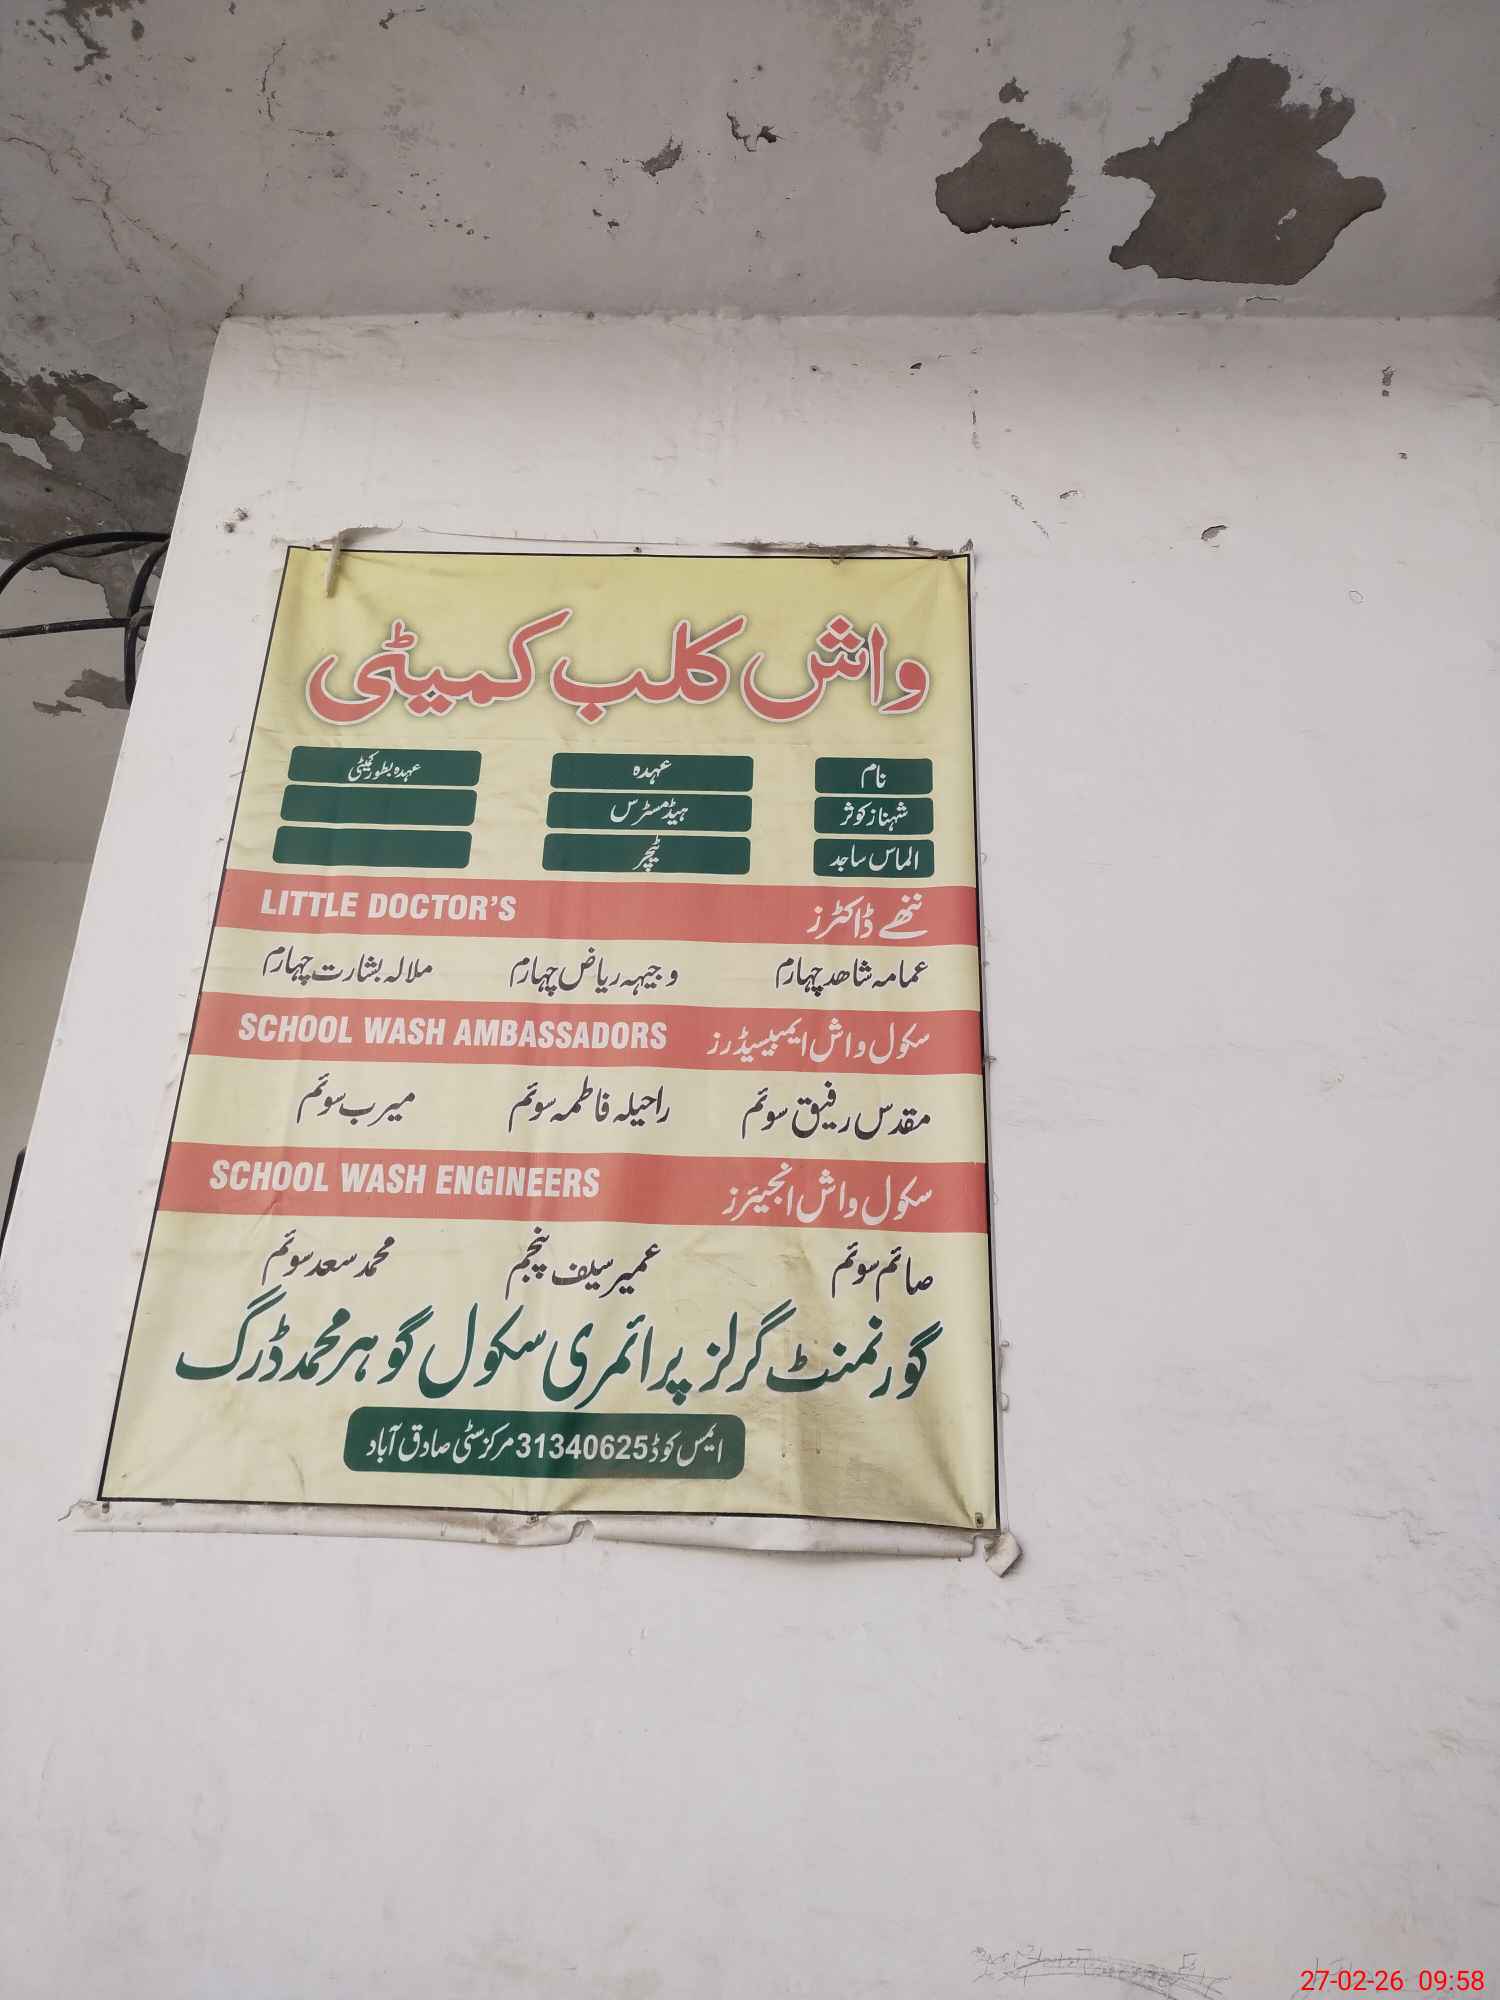 واش کلب کمیٹی
نام عہدہ عہدہ بطور کمیٹی
شہناز کوثر ہیڈ مسٹرس
الماس ساجد ٹیچر
ننھے ڈاکٹرز LITTLE DOCTOR'S
عمامہ شاھد چہارم وجیہہ ریاض چہارم ملالہ بشارت چہارم
سکول واش ایمبیسیڈرز SCHOOL WASH AMBASSADORS
مقدس رفیق سوئم راحیلہ فاطمہ سوئم میرب سوئم
سکول واش انجیئرز SCHOOL WASH ENGINEERS
صائم سوئم عمیر سیف پنجم محمد سعد سوئم
گورنمنٹ گرلز پرائمری سکول گوہر محمد ڈرگ
ایمس کوڈ 31340625 مرکز سٹی صادق آباد
27-02-26 09:58